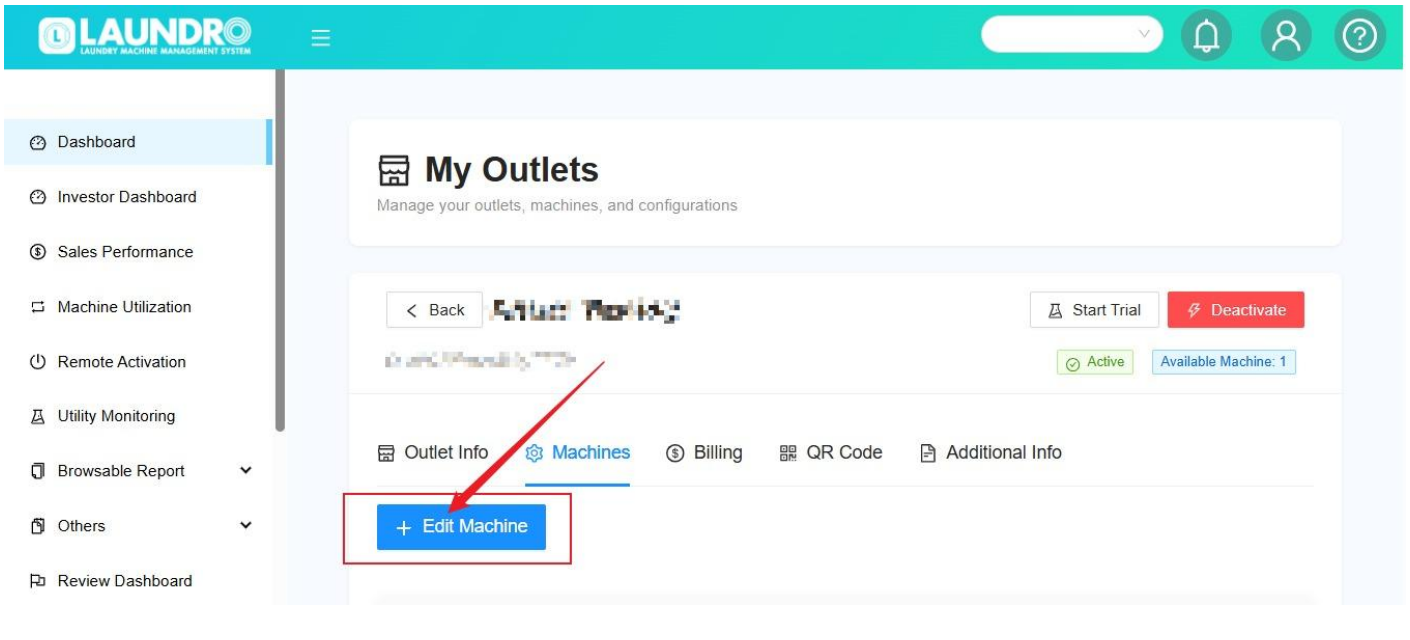 LAUNDRO
LAUNDRY MACHINE MANAGEMENT SYSTEM
Dashboard
Investor Dashboard
Sales Performance
Machine Utilization
Remote Activation
Utility Monitoring
Browsable Report
Others
Review Dashboard
My Outlets
Manage your outlets, machines, and configurations
< Back
Start Trial
Deactivate
Active
Available Machine: 1
Outlet Info
Machines
Billing
QR Code
Additional Info
+ Edit Machine